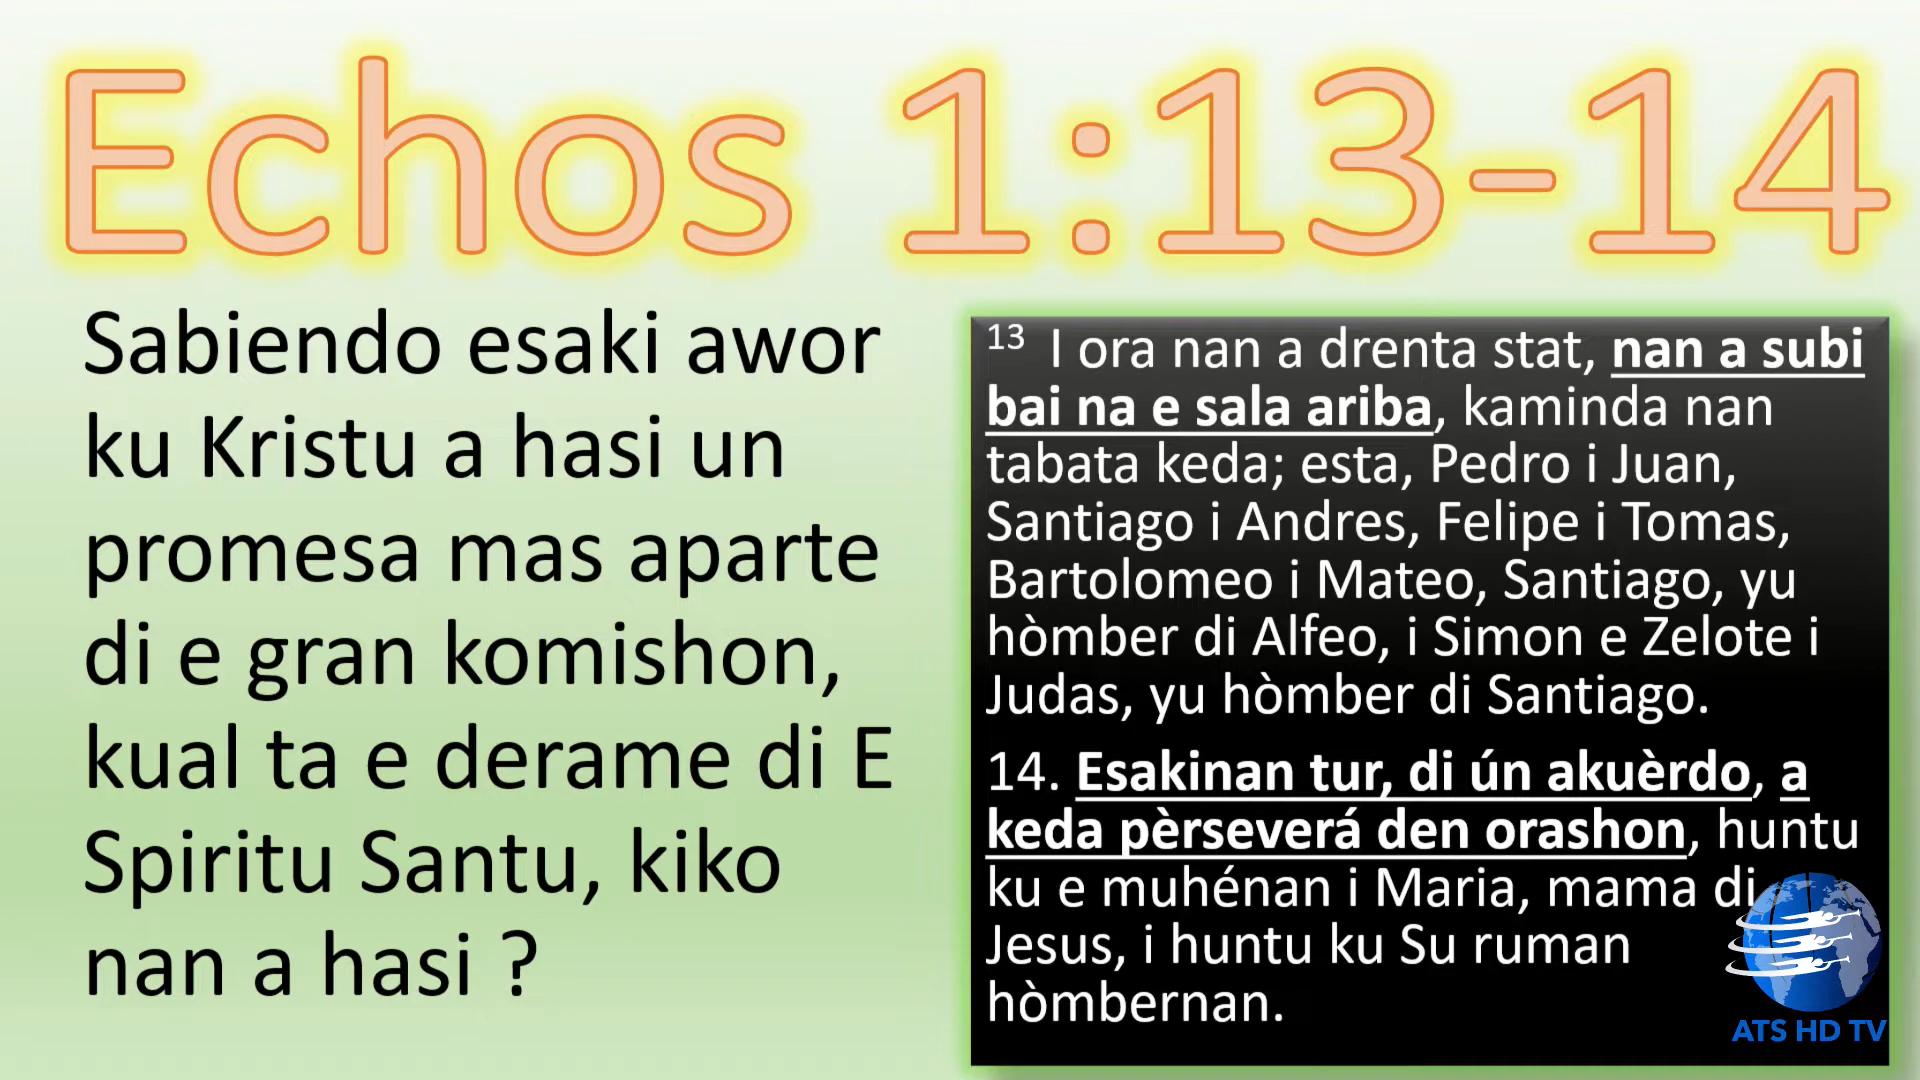 Echos 1:13-14
Sabiendo esaki awor
ku Kristu a hasi un
promesa mas aparte
di e gran komishon,
kual ta e derame di E
Spiritu Santu, kiko
nan a hasi ?
13 I ora nan a drenta stat, nan a subi
bai na e sala ariba, kaminda nan
tabata keda; esta, Pedro i Juan,
Santiago i Andres, Felipe i Tomas,
Bartolomeo i Mateo, Santiago, yu
hòmber di Alfeo, i Simon e Zelote i
Judas, yu hòmber di Santiago.
14. Esakinan tur, di ún akuèrdo, a
keda pèrseverá den orashon, huntu
ku e muhénan i Maria, mama di
Jesus, i huntu ku Su ruman
hòmbernan.
ATS HD TV